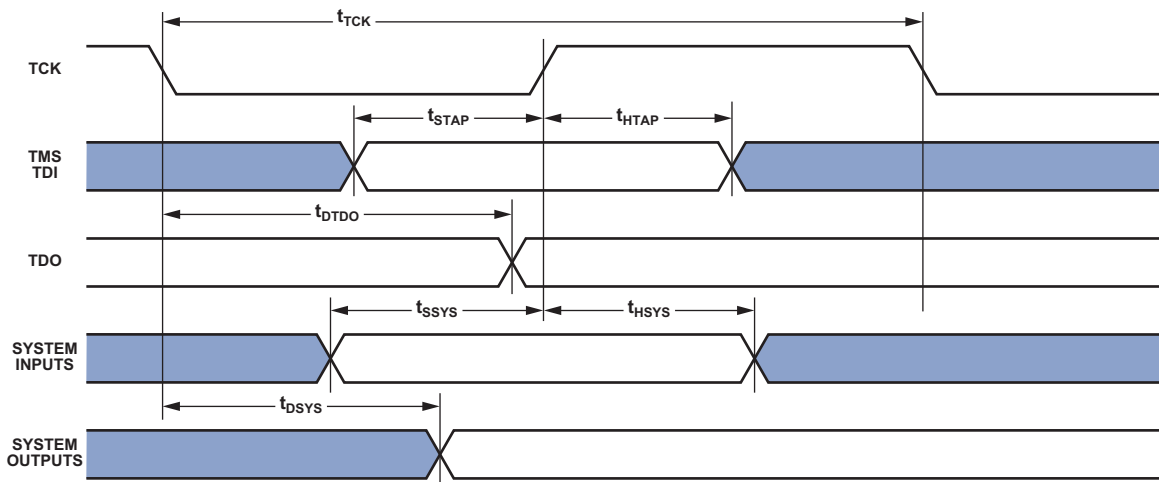 tTCK
TCK
tSTAP
tHTAP
TMS
TDI
tDTDO
TDO
tSSYS
tHSYS
SYSTEM
INPUTS
tDSYS
SYSTEM
OUTPUTS